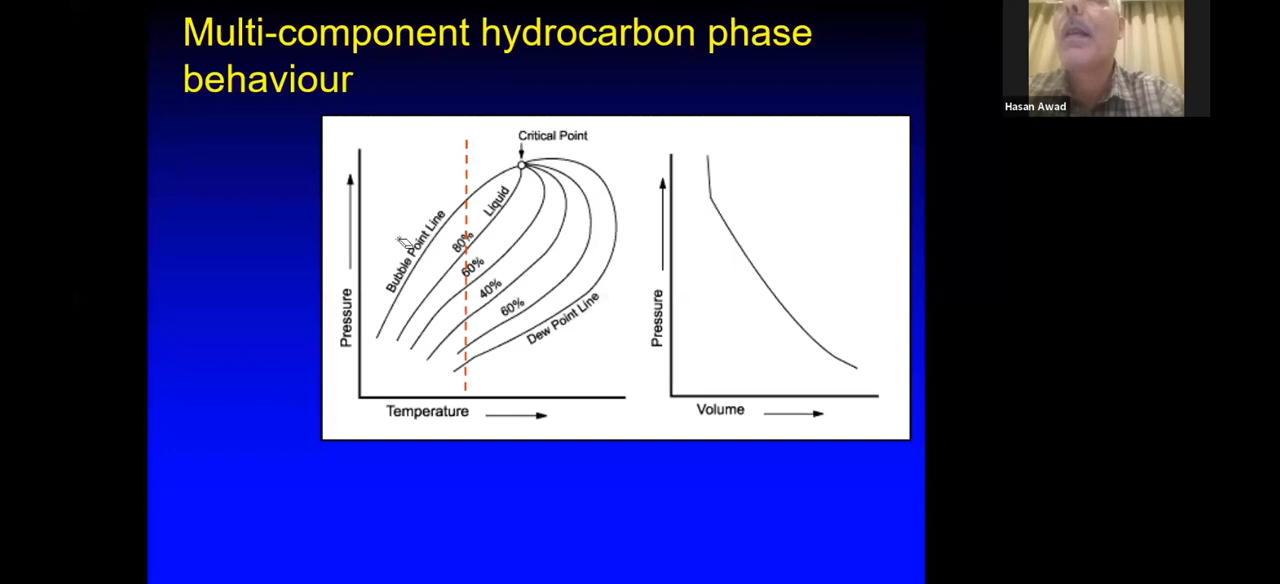 Multi-component hydrocarbon phase
behaviour
Hasan Awad
Critical Point
Liquid
Bubble Point Line
80%
60%
40%
60%
Dew Point Line
Pressure
Temperature
Pressure
Volume